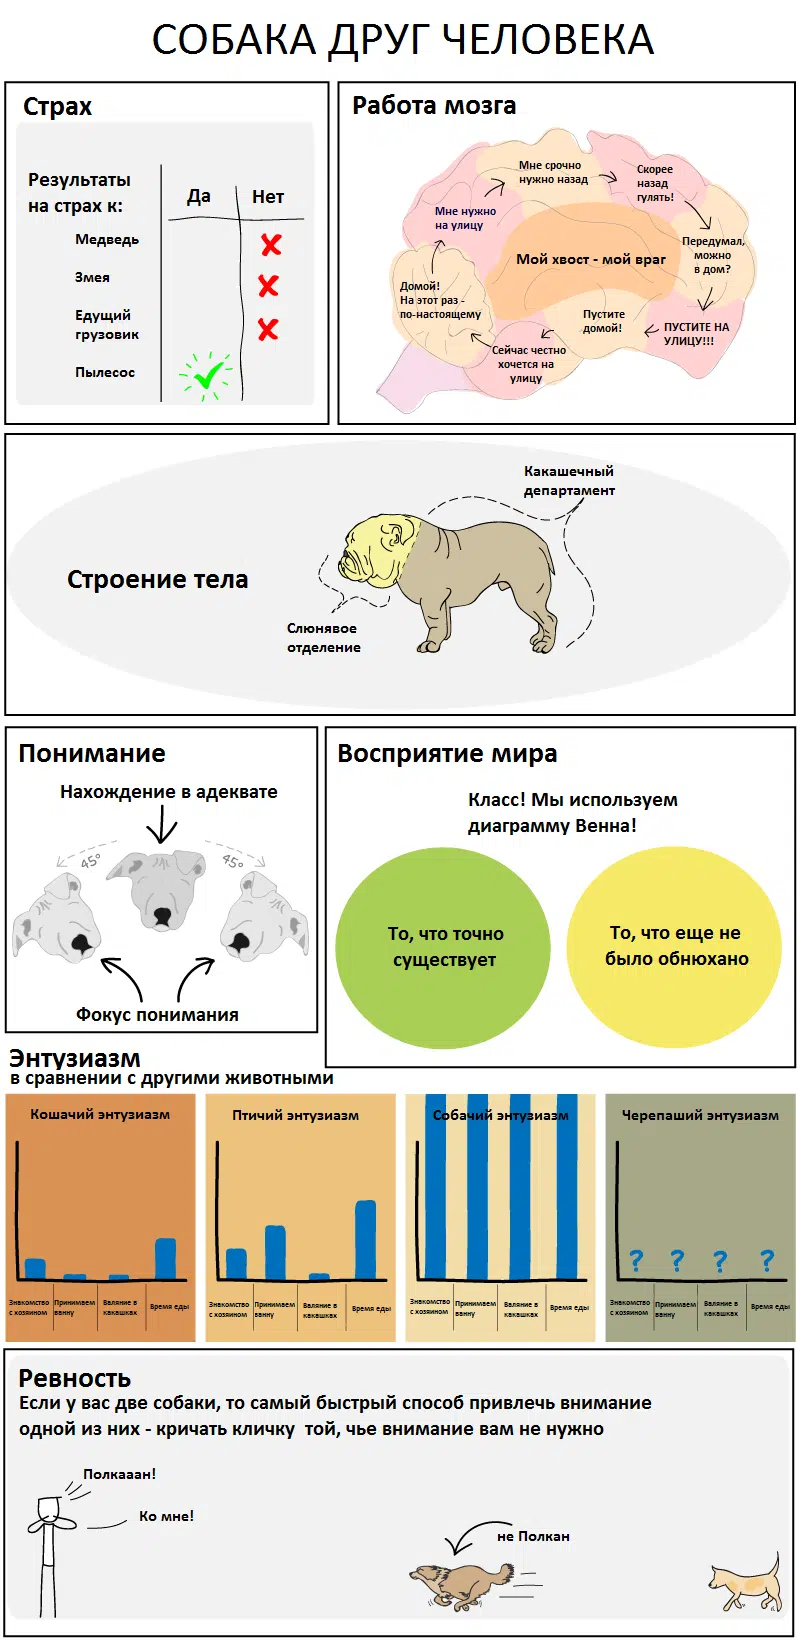 СОБАКА ДРУГ ЧЕЛОВЕКА
Страх
Результаты
на страх к:
Да
Нет
Медведь
Змея
Едущий
грузовик
Пылесос
Работа мозга
Мне срочно
нужно назад
Скорее
назад
гулять!
Мне нужно
на улицу
Передумал,
можно
в дом?
Мой хвост - мой враг
Домой!
На этот раз -
по-настоящему
Пустите
домой!
ПУСТИТЕ НА
УЛИЦУ!!!
Сейчас честно
хочется на
улицу
Строение тела
Какашечный
департамент
Слюнявое
отделение
Понимание
Нахождение в адеквате
45°
45°
Фокус понимания
Восприятие мира
Класс! Мы используем
диаграмму Венна!
То, что точно
существует
То, что еще не
было обнюхано
Энтузиазм
в сравнении с другими животными
Кошачий энтузиазм
Знакомство
с хозяином
Принимаем
ванну
Валяние в
какашках
Время еды
Птичий энтузиазм
Знакомство
с хозяином
Принимаем
ванну
Валяние в
какашках
Время еды
Собачий энтузиазм
Знакомство
с хозяином
Принимаем
ванну
Валяние в
какашках
Время еды
Черепаший энтузиазм
? ? ? ?
Знакомство
с хозяином
Принимаем
ванну
Валяние в
какашках
Время еды
Ревность
Если у вас две собаки, то самый быстрый способ привлечь внимание
одной из них - кричать кличку той, чье внимание вам не нужно
Полкааан!
Ко мне!
не Полкан